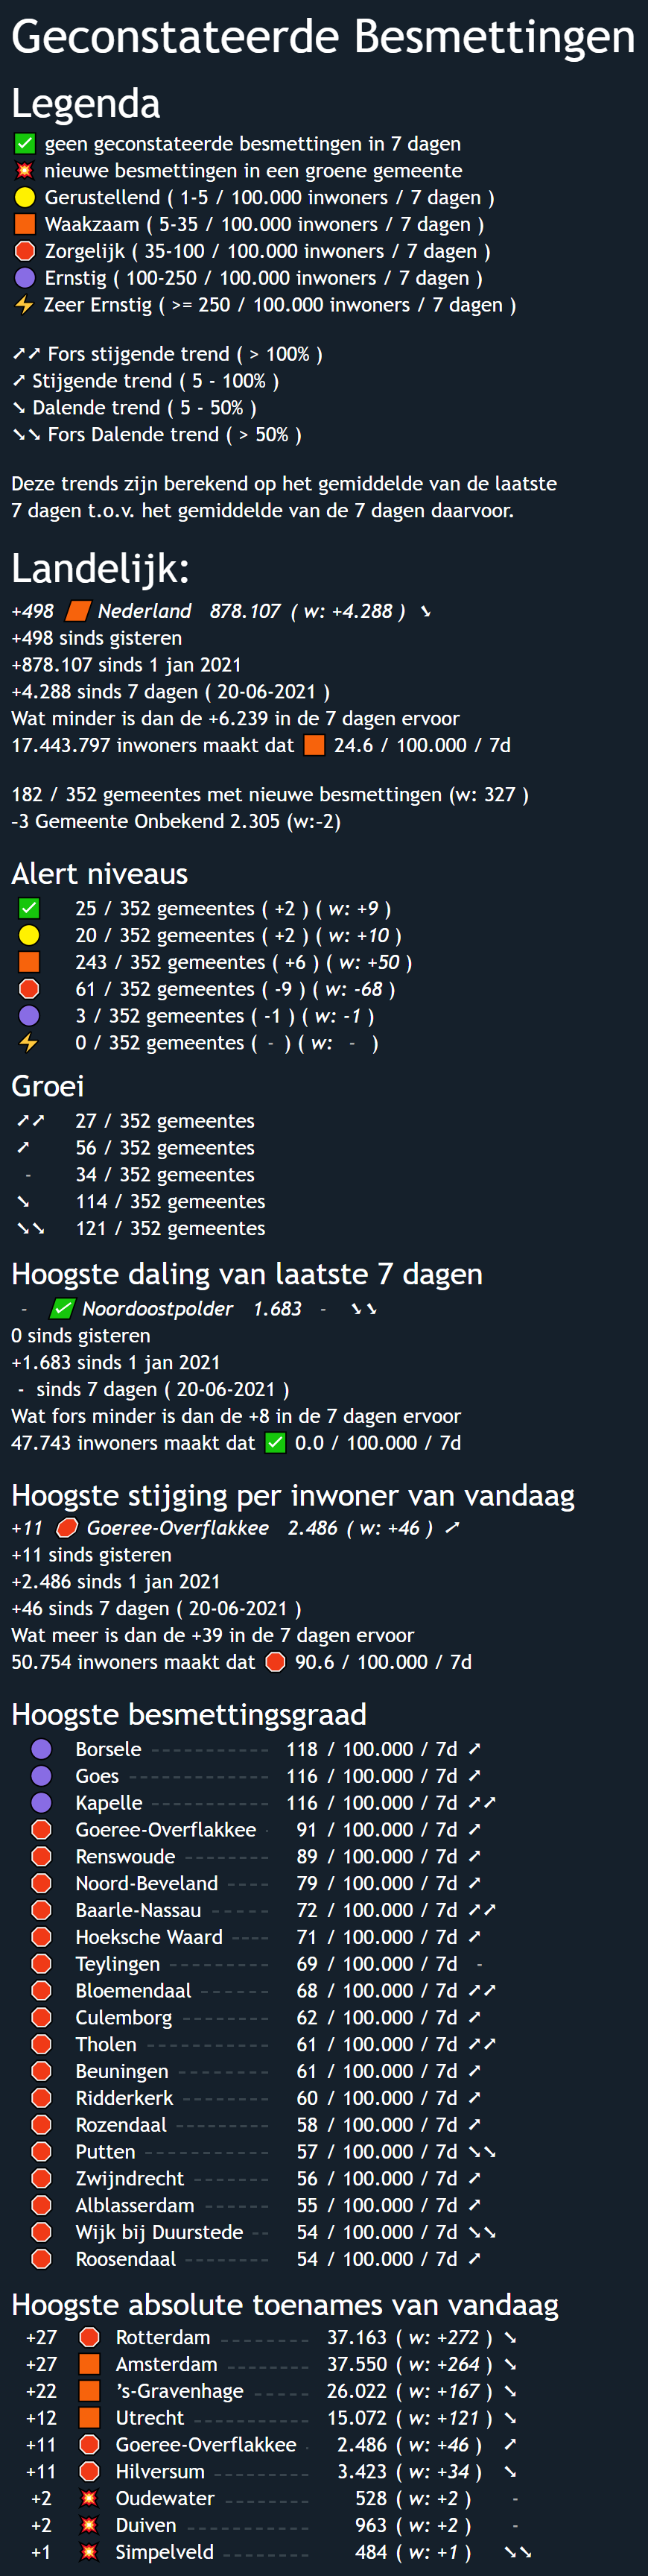 Geconstateerde Besmettingen
Legenda
✅ geen geconstateerde besmettingen in 7 dagen
💥 nieuwe besmettingen in een groene gemeente
🟡 Gerustellend ( 1-5 / 100.000 inwoners / 7 dagen )
🟧 Waakzaam ( 5-35 / 100.000 inwoners / 7 dagen )
🛑 Zorgelijk ( 35-100 / 100.000 inwoners / 7 dagen )
🟣 Ernstig ( 100-250 / 100.000 inwoners / 7 dagen )
⚡ Zeer Ernstig ( >= 250 / 100.000 inwoners / 7 dagen )
➚➚ Fors stijgende trend ( > 100% )
➚ Stijgende trend ( 5 - 100% )
➘ Dalende trend ( 5 - 50% )
➘➘ Fors Dalende trend ( > 50% )
Deze trends zijn berekend op het gemiddelde van de laatste
7 dagen t.o.v. het gemiddelde van de 7 dagen daarvoor.
Landelijk:
+498 🟧 Nederland 878.107 ( w: +4.288 ) ➘
+498 sinds gisteren
+878.107 sinds 1 jan 2021
+4.288 sinds 7 dagen ( 20-06-2021 )
Wat minder is dan de +6.239 in de 7 dagen ervoor
17.443.797 inwoners maakt dat 🟧 24.6 / 100.000 / 7d
182 / 352 gemeentes met nieuwe besmettingen (w: 327 )
-3 Gemeente Onbekend 2.305 (w:-2)
Alert niveaus
✅ 25 / 352 gemeentes ( +2 ) ( w: +9 )
🟡 20 / 352 gemeentes ( +2 ) ( w: +10 )
🟧 243 / 352 gemeentes ( +6 ) ( w: +50 )
🛑 61 / 352 gemeentes ( -9 ) ( w: -68 )
🟣 3 / 352 gemeentes ( -1 ) ( w: -1 )
⚡ 0 / 352 gemeentes ( - ) ( w: - )
Groei
➚➚ 27 / 352 gemeentes
➚ 56 / 352 gemeentes
- 34 / 352 gemeentes
➘ 114 / 352 gemeentes
➘➘ 121 / 352 gemeentes
Hoogste daling van laatste 7 dagen
- ✅ Noordoostpolder 1.683 - ➘➘
0 sinds gisteren
+1.683 sinds 1 jan 2021
- sinds 7 dagen ( 20-06-2021 )
Wat fors minder is dan de +8 in de 7 dagen ervoor
47.743 inwoners maakt dat ✅ 0.0 / 100.000 / 7d
Hoogste stijging per inwoner van vandaag
+11 🛑 Goeree-Overflakkee 2.486 ( w: +46 ) ➚
+11 sinds gisteren
+2.486 sinds 1 jan 2021
+46 sinds 7 dagen ( 20-06-2021 )
Wat meer is dan de +39 in de 7 dagen ervoor
50.754 inwoners maakt dat 🛑 90.6 / 100.000 / 7d
Hoogste besmettingsgraad
🟣 Borsele 118 / 100.000 / 7d ➚
🟣 Goes 116 / 100.000 / 7d ➚
🟣 Kapelle 116 / 100.000 / 7d ➚➚
🛑 Goeree-Overflakkee 91 / 100.000 / 7d ➚
🛑 Renswoude 89 / 100.000 / 7d ➚
🛑 Noord-Beveland 79 / 100.000 / 7d ➚
🛑 Baarle-Nassau 72 / 100.000 / 7d ➚➚
🛑 Hoeksche Waard 71 / 100.000 / 7d ➚
🛑 Teylingen 69 / 100.000 / 7d -
🛑 Bloemendaal 68 / 100.000 / 7d ➚➚
🛑 Culemborg 62 / 100.000 / 7d ➚
🛑 Tholen 61 / 100.000 / 7d ➚➚
🛑 Beuningen 61 / 100.000 / 7d ➚
🛑 Ridderkerk 60 / 100.000 / 7d ➚
🛑 Rozendaal 58 / 100.000 / 7d ➚
🛑 Putten 57 / 100.000 / 7d ➘➘
🛑 Zwijndrecht 56 / 100.000 / 7d ➚
🛑 Alblasserdam 55 / 100.000 / 7d ➚
🛑 Wijk bij Duurstede 54 / 100.000 / 7d ➘➘
🛑 Roosendaal 54 / 100.000 / 7d ➚
Hoogste absolute toenames van vandaag
+27 🛑 Rotterdam 37.163 ( w: +272 ) ➘
+27 🟧 Amsterdam 37.550 ( w: +264 ) ➘
+22 🟧 's-Gravenhage 26.022 ( w: +167 ) ➘
+12 🟧 Utrecht 15.072 ( w: +121 ) ➘
+11 🛑 Goeree-Overflakkee 2.486 ( w: +46 ) ➚
+11 🛑 Hilversum 3.423 ( w: +34 ) ➘
+2 💥 Oudewater 528 ( w: +2 ) -
+2 💥 Duiven 963 ( w: +2 ) -
+1 💥 Simpelveld 484 ( w: +1 ) ➘➘